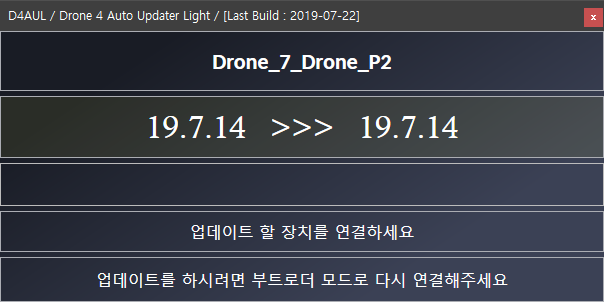 D4AUL / Drone 4 Auto Updater Light / [Last Build : 2019-07-22]
x
Drone_7_Drone_P2
19.7.14 >>> 19.7.14
업데이트 할 장치를 연결하세요
업데이트를 하시려면 부트로더 모드로 다시 연결해주세요